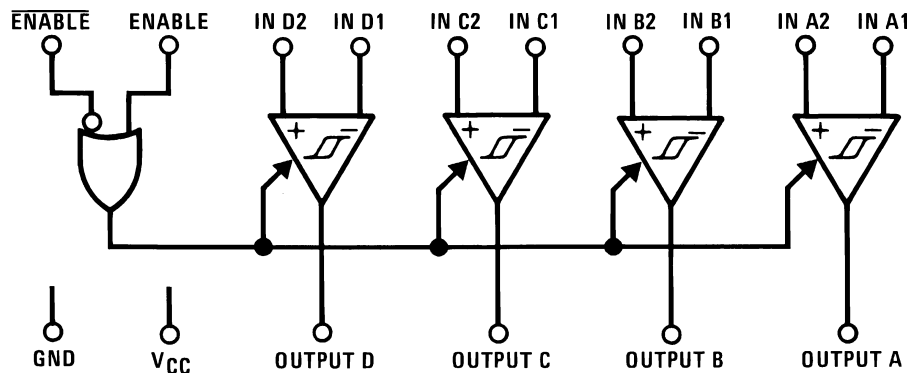 ENABLE ENABLE IN D2 IN D1 IN C2 IN C1 IN B2 IN B1 IN A2 IN A1
+ − + − + − + −
GND VCC OUTPUT D OUTPUT C OUTPUT B OUTPUT A